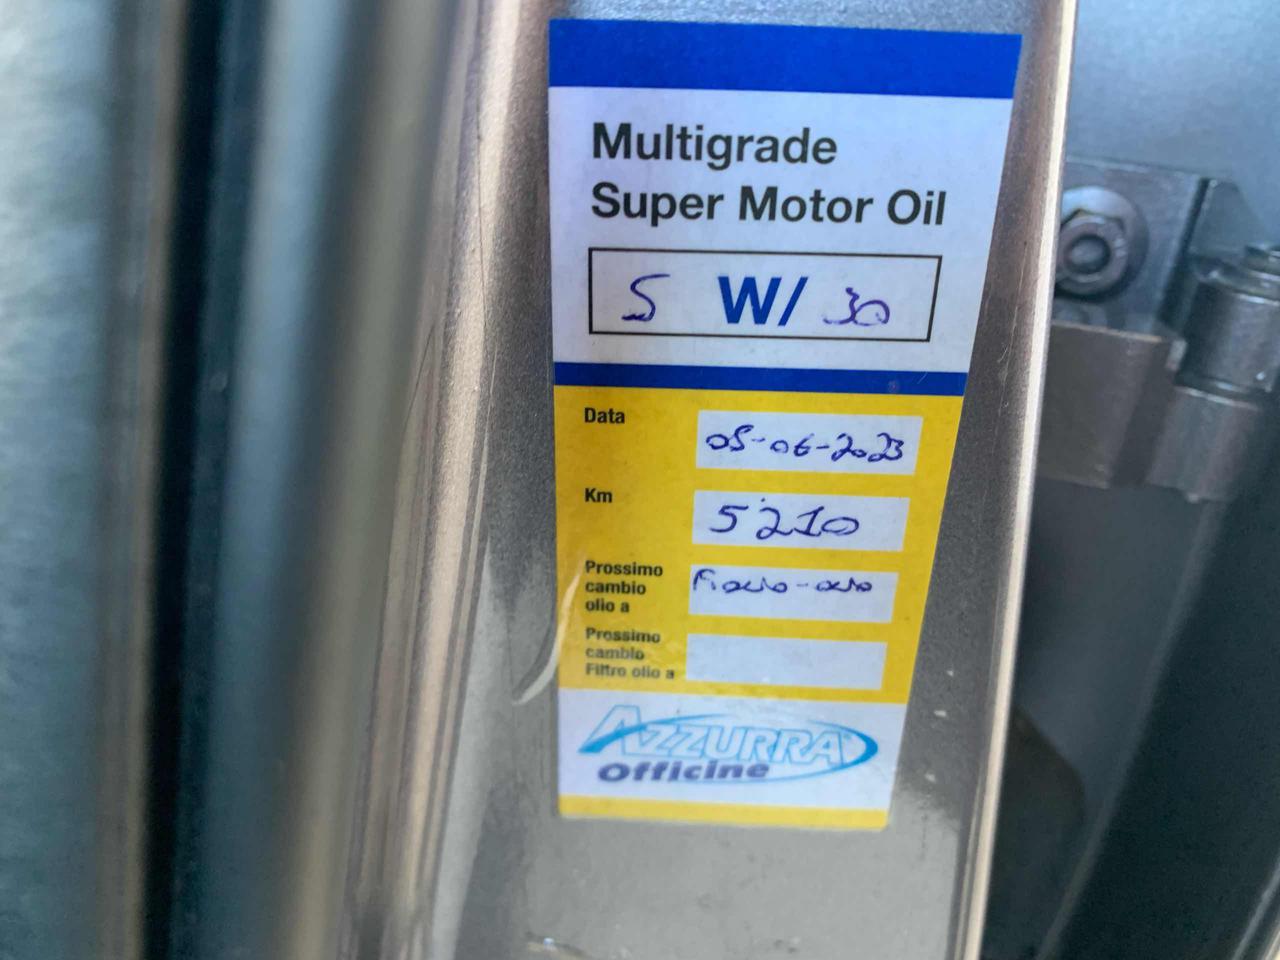 Multigrade
Super Motor Oil
5 W/ 30
Data
05-06-2023
Km
5210
Prossimo
cambio
olio a
Prossimo
cambio
Filtro olio a
AZZURRA
Officine